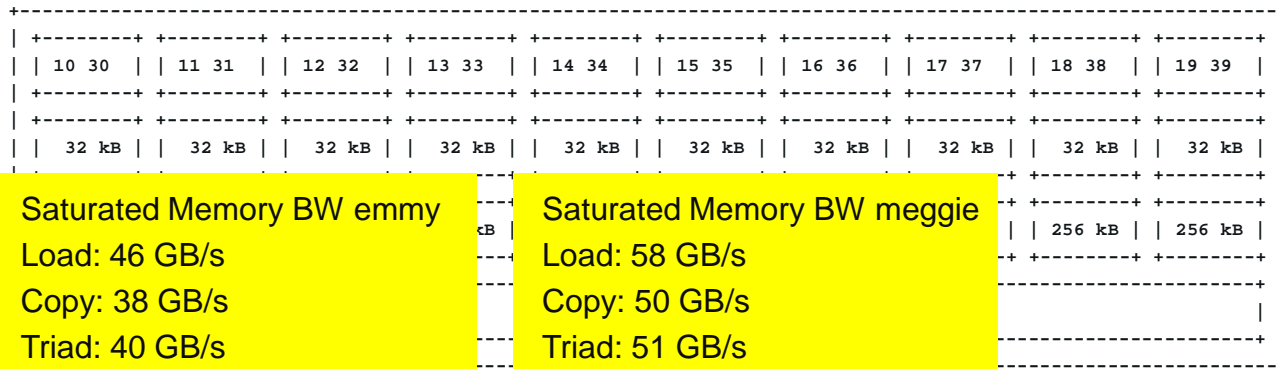 +-----------------------------------------------------------------------------------------------------
| +--------+ +--------+ +--------+ +--------+ +--------+ +--------+ +--------+ +--------+ +--------+ +--------+
| | 10 30 | | 11 31 | | 12 32 | | 13 33 | | 14 34 | | 15 35 | | 16 36 | | 17 37 | | 18 38 | | 19 39 |
| +--------+ +--------+ +--------+ +--------+ +--------+ +--------+ +--------+ +--------+ +--------+ +--------+
| +--------+ +--------+ +--------+ +--------+ +--------+ +--------+ +--------+ +--------+ +--------+ +--------+
| | 32 kB | | 32 kB | | 32 kB | | 32 kB | | 32 kB | | 32 kB | | 32 kB | | 32 kB | | 32 kB | | 32 kB |
kB | | | 256 kB | | 256 kB |
Saturated Memory BW emmy
Load: 46 GB/s
Copy: 38 GB/s
Triad: 40 GB/s
Saturated Memory BW meggie
Load: 58 GB/s
Copy: 50 GB/s
Triad: 51 GB/s